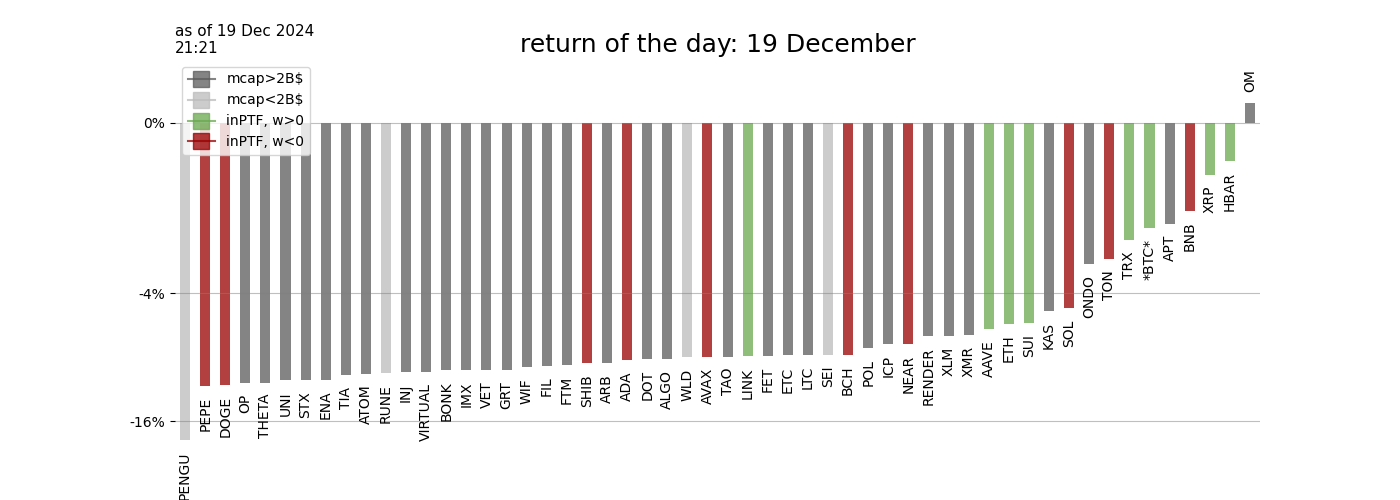 as of 19 Dec 2024
21:21
return of the day: 19 December
mcap>2B$
mcap<2B$
inPTF, w>0
inPTF, w<0
0%
-4%
-16%
PENGU
PEPE
DOGE
OP
THETA
UNI
STX
ENA
TIA
ATOM
RUNE
INJ
VIRTUAL
BONK
IMX
VET
GRT
WIF
FIL
FTM
SHIB
ARB
ADA
DOT
ALGO
WLD
AVAX
TAO
LINK
FET
ETC
LTC
SEI
BCH
POL
ICP
NEAR
RENDER
XLM
XMR
AAVE
ETH
SUI
KAS
SOL
ONDO
TON
TRX
*BTC*
APT
BNB
XRP
HBAR
OM